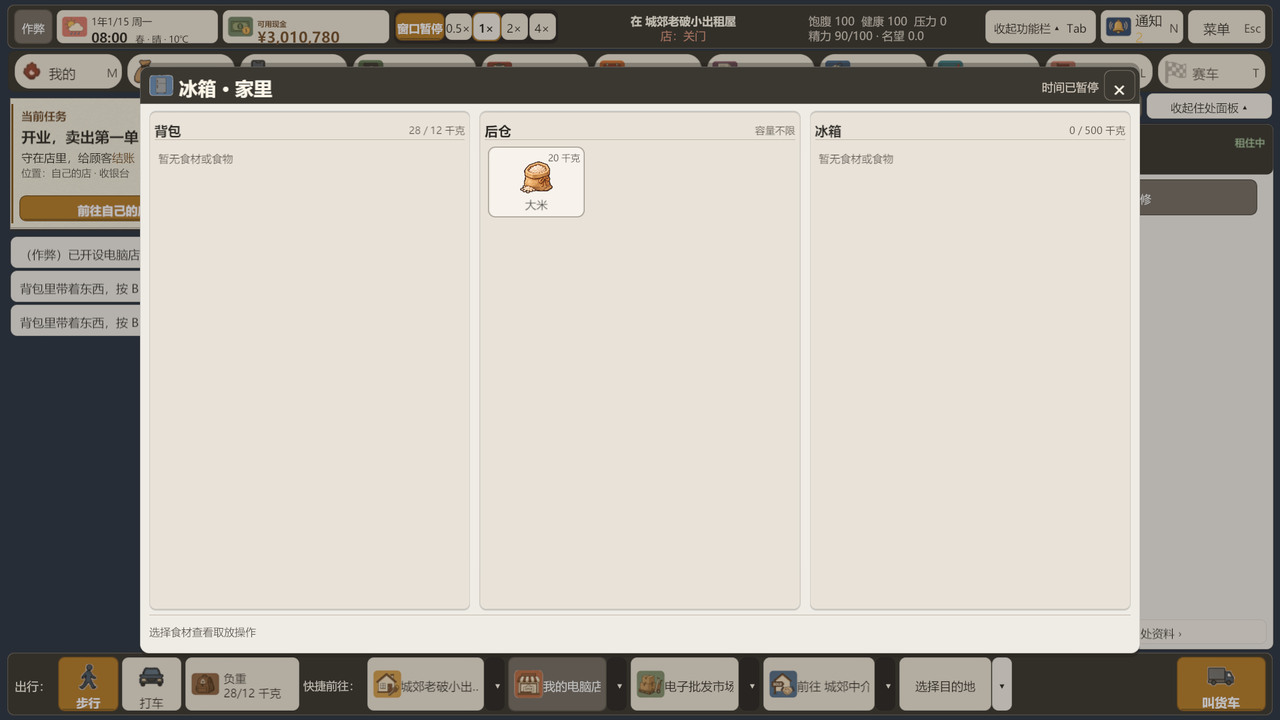 作弊
1年1/15 周一
08:00 春·晴·10℃
可用现金
¥3,010,780
窗口暂停
0.5×
1×
2×
4×
在 城郊老破小出租屋
店：关门
饱腹 100 健康 100 压力 0
精力 90/100 · 名望 0.0
收起功能栏 ▴ Tab
通知
2
N
菜单 Esc
我的 M
L
赛车 T
冰箱 · 家里
时间已暂停
×
当前任务
开业，卖出第一单
守在店里，给顾客结账
位置：自己的店 · 收银台
前往自己的
（作弊）已开设电脑店
背包里带着东西，按 B
背包里带着东西，按 B
收起住处面板 ▴
租住中
修
处资料 ›
背包
28 / 12 千克
暂无食材或食物
后仓
容量不限
20 千克
大米
冰箱
0 / 500 千克
暂无食材或食物
选择食材查看取放操作
出行：
步行
打车
负重
28/12 千克
快捷前往：
城郊老破小出..
▾
我的电脑店
▾
电子批发市场
▾
前往 城郊中介
▾
选择目的地
▾
叫货车